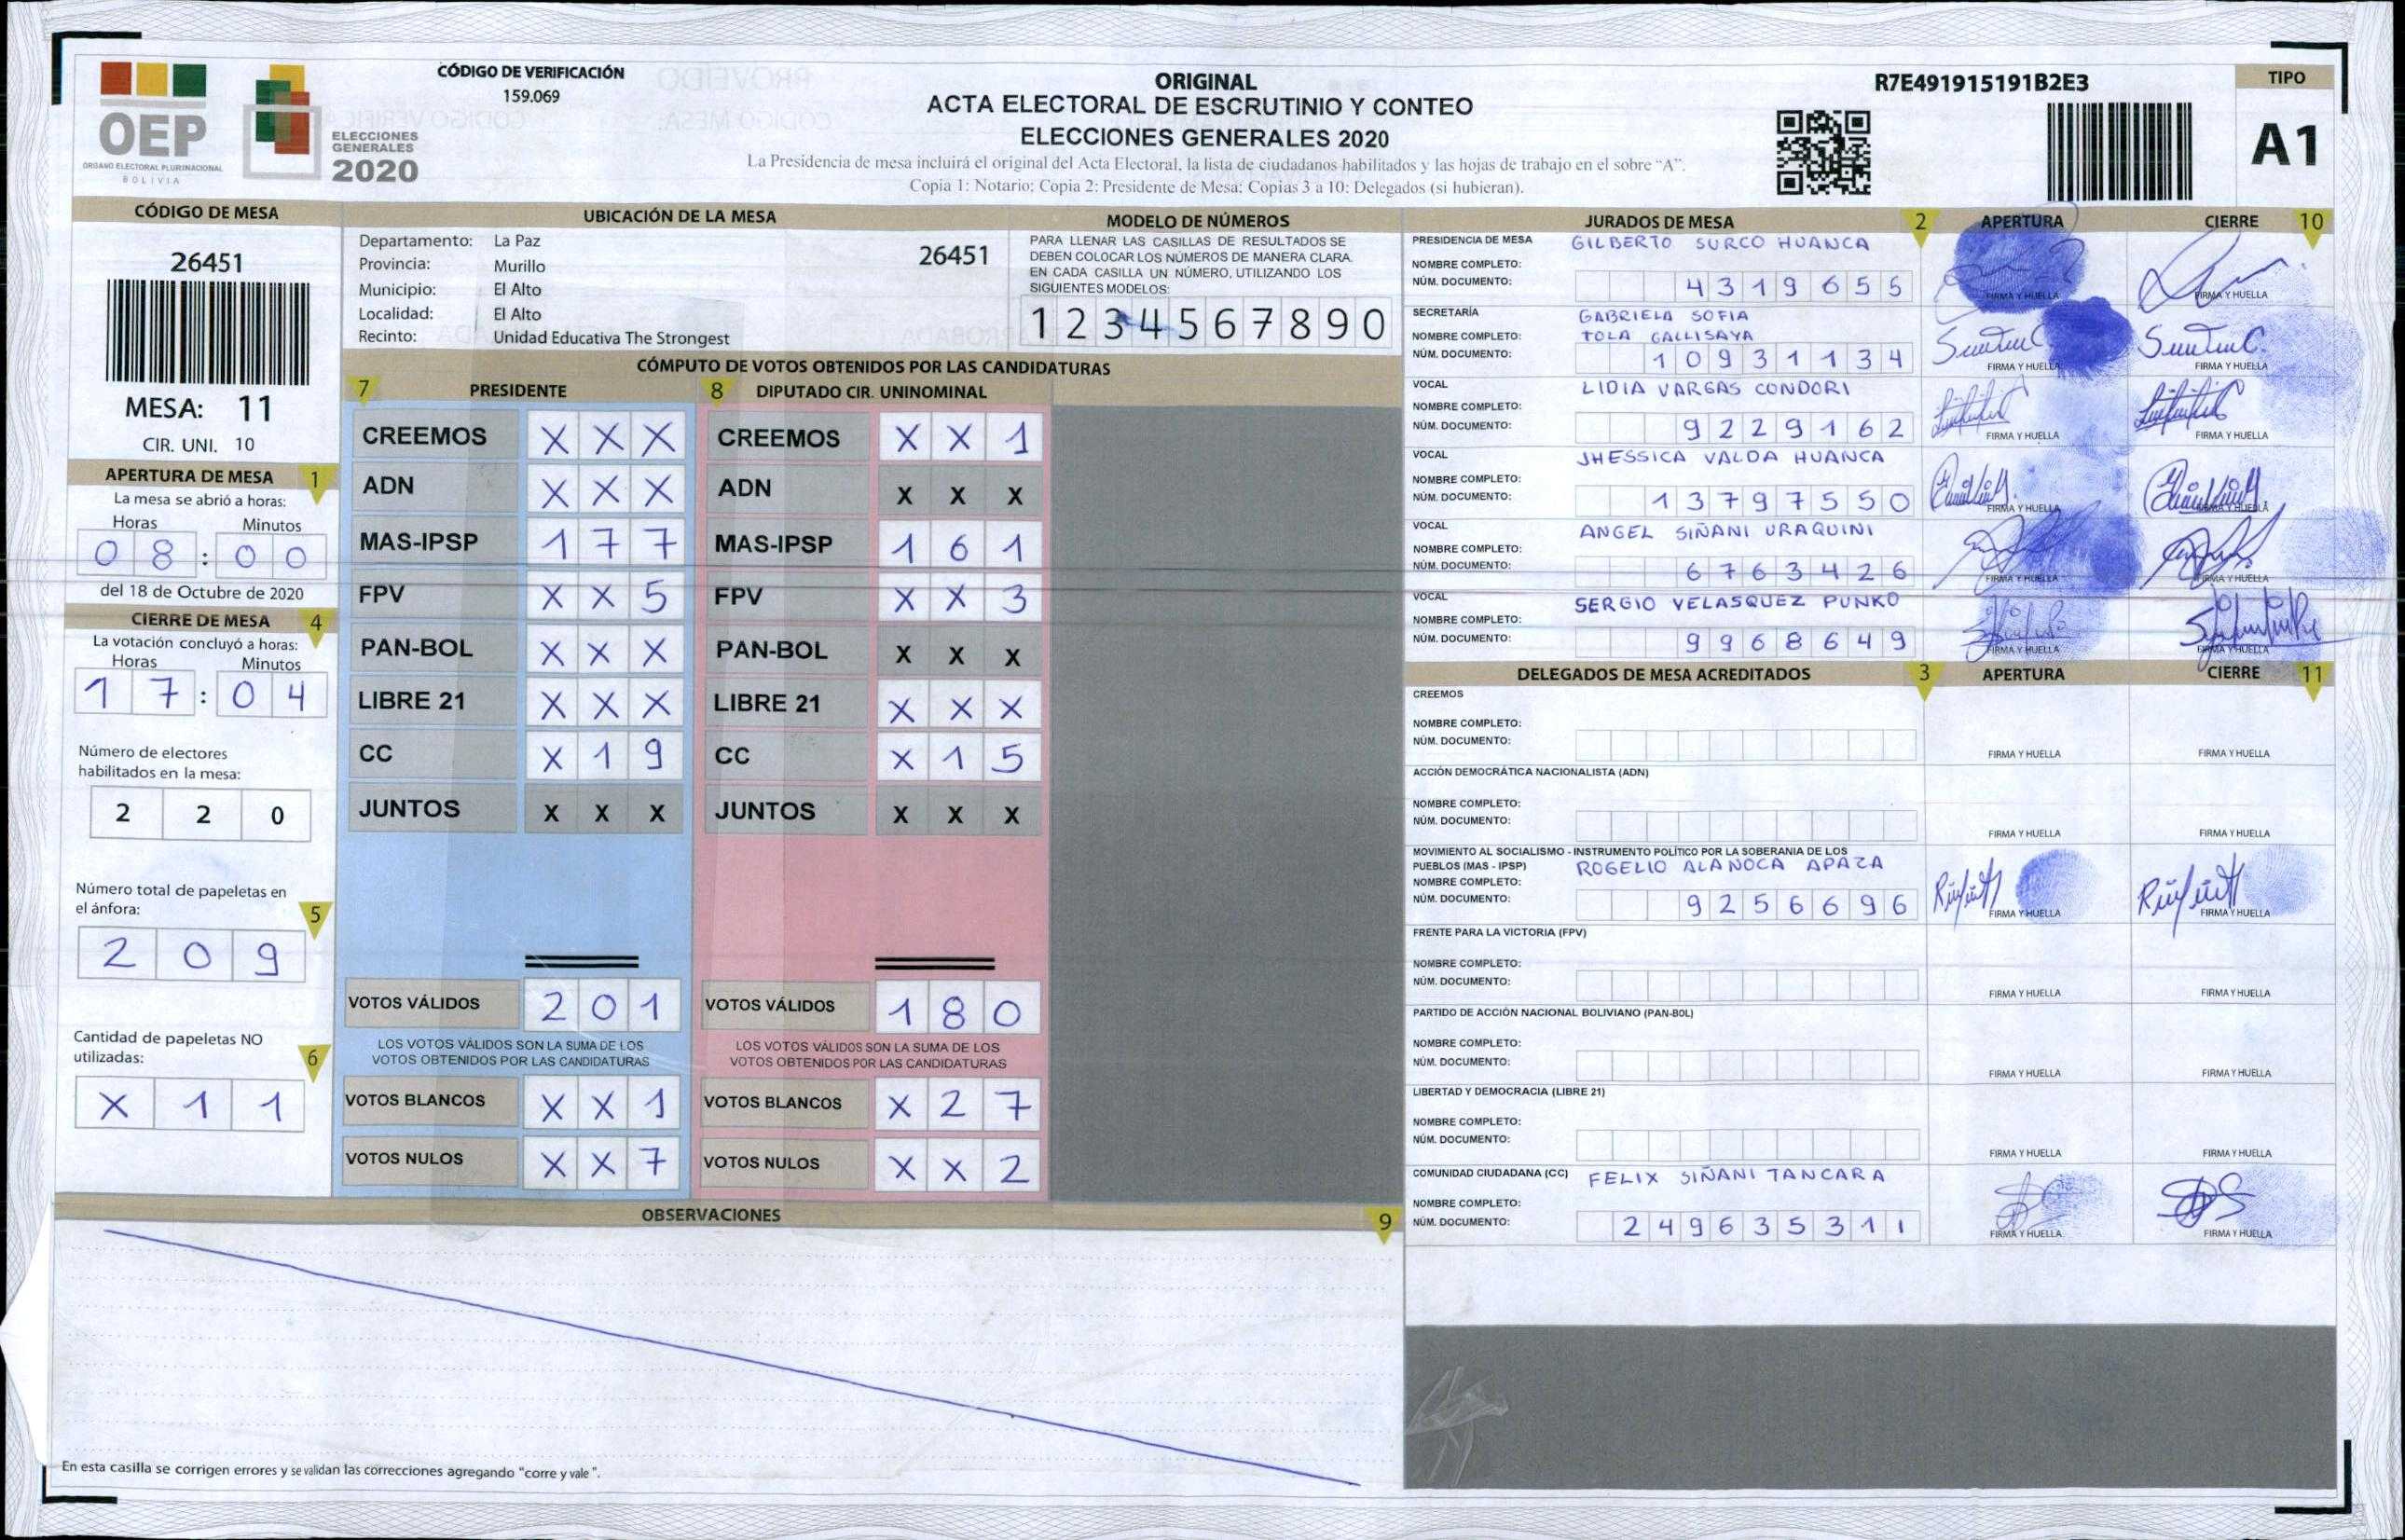 OEP
ÓRGANO ELECTORAL PLURINACIONAL
BOLIVIA
ELECCIONES
GENERALES
2020
CÓDIGO DE VERIFICACIÓN
159.069
ORIGINAL
ACTA ELECTORAL DE ESCRUTINIO Y CONTEO
ELECCIONES GENERALES 2020
La Presidencia de mesa incluirá el original del Acta Electoral, la lista de ciudadanos habilitados y las hojas de trabajo en el sobre “A”.
Copia 1: Notario; Copia 2: Presidente de Mesa; Copias 3 a 10: Delegados (si hubieran).
R7E491915191B2E3
TIPO
A1
CÓDIGO DE MESA
26451
MESA: 11
CIR. UNI. 10
APERTURA DE MESA 1
La mesa se abrió a horas:
Horas Minutos
08:00
del 18 de Octubre de 2020
CIERRE DE MESA 4
La votación concluyó a horas:
Horas Minutos
17:04
Número de electores
habilitados en la mesa:
2 2 0
Número total de papeletas en
el ánfora: 5
2 0 9
Cantidad de papeletas NO
utilizadas: 6
X 1 1
UBICACIÓN DE LA MESA
Departamento: La Paz
Provincia: Murillo
Municipio: El Alto
Localidad: El Alto
Recinto: Unidad Educativa The Strongest
26451
MODELO DE NÚMEROS
PARA LLENAR LAS CASILLAS DE RESULTADOS SE
DEBEN COLOCAR LOS NÚMEROS DE MANERA CLARA.
EN CADA CASILLA UN NÚMERO, UTILIZANDO LOS
SIGUIENTES MODELOS:
1 2 3 4 5 6 7 8 9 0
CÓMPUTO DE VOTOS OBTENIDOS POR LAS CANDIDATURAS
7 PRESIDENTE
CREEMOS X X X
ADN X X X
MAS-IPSP 1 7 7
FPV X X 5
PAN-BOL X X X
LIBRE 21 X X X
CC X 1 9
JUNTOS X X X
VOTOS VÁLIDOS 2 0 1
LOS VOTOS VÁLIDOS SON LA SUMA DE LOS
VOTOS OBTENIDOS POR LAS CANDIDATURAS
VOTOS BLANCOS X X 1
VOTOS NULOS X X 7
8 DIPUTADO CIR. UNINOMINAL
CREEMOS X X 1
ADN X X X
MAS-IPSP 1 6 1
FPV X X 3
PAN-BOL X X X
LIBRE 21 X X X
CC X 1 5
JUNTOS X X X
VOTOS VÁLIDOS 1 8 0
LOS VOTOS VÁLIDOS SON LA SUMA DE LOS
VOTOS OBTENIDOS POR LAS CANDIDATURAS
VOTOS BLANCOS X 2 7
VOTOS NULOS X X 2
OBSERVACIONES 9
En esta casilla se corrigen errores y se validan las correcciones agregando “corre y vale”.
JURADOS DE MESA 2 APERTURA CIERRE 10
PRESIDENCIA DE MESA GILBERTO SURCO HUANCA
NOMBRE COMPLETO:
NÚM. DOCUMENTO: 4319655
FIRMA Y HUELLA FIRMA Y HUELLA
SECRETARÍA GABRIELA SOFIA
NOMBRE COMPLETO: TOLA CALLISAYA
NÚM. DOCUMENTO: 10931134
FIRMA Y HUELLA FIRMA Y HUELLA
VOCAL LIDIA VARGAS CONDORI
NOMBRE COMPLETO:
NÚM. DOCUMENTO: 9229162
FIRMA Y HUELLA FIRMA Y HUELLA
VOCAL JHESSICA VALDA HUANCA
NOMBRE COMPLETO:
NÚM. DOCUMENTO: 13797550
FIRMA Y HUELLA FIRMA Y HUELLA
VOCAL ANGEL SIÑANI URAQUINI
NOMBRE COMPLETO:
NÚM. DOCUMENTO: 6763426
FIRMA Y HUELLA FIRMA Y HUELLA
VOCAL SERGIO VELASQUEZ PUNKO
NOMBRE COMPLETO:
NÚM. DOCUMENTO: 9968649
FIRMA Y HUELLA FIRMA Y HUELLA
DELEGADOS DE MESA ACREDITADOS 3 APERTURA CIERRE 11
CREEMOS
NOMBRE COMPLETO:
NÚM. DOCUMENTO:
FIRMA Y HUELLA FIRMA Y HUELLA
ACCIÓN DEMOCRÁTICA NACIONALISTA (ADN)
NOMBRE COMPLETO:
NÚM. DOCUMENTO:
FIRMA Y HUELLA FIRMA Y HUELLA
MOVIMIENTO AL SOCIALISMO - INSTRUMENTO POLÍTICO POR LA SOBERANIA DE LOS
PUEBLOS (MAS - IPSP) ROGELIO ALANOCA APAZA
NOMBRE COMPLETO:
NÚM. DOCUMENTO: 9256696
FIRMA Y HUELLA FIRMA Y HUELLA
FRENTE PARA LA VICTORIA (FPV)
NOMBRE COMPLETO:
NÚM. DOCUMENTO:
FIRMA Y HUELLA FIRMA Y HUELLA
PARTIDO DE ACCIÓN NACIONAL BOLIVIANO (PAN-BOL)
NOMBRE COMPLETO:
NÚM. DOCUMENTO:
FIRMA Y HUELLA FIRMA Y HUELLA
LIBERTAD Y DEMOCRACIA (LIBRE 21)
NOMBRE COMPLETO:
NÚM. DOCUMENTO:
FIRMA Y HUELLA FIRMA Y HUELLA
COMUNIDAD CIUDADANA (CC) FELIX SIÑANI TANCARA
NOMBRE COMPLETO:
NÚM. DOCUMENTO: 249635311
FIRMA Y HUELLA FIRMA Y HUELLA